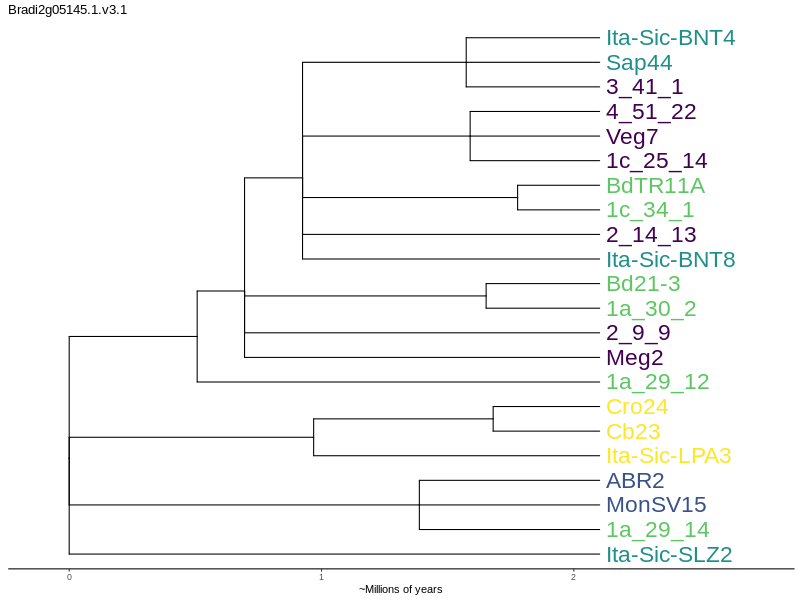 Bradi2g05145.1.v3.1
Ita-Sic-BNT4
Sap44
3_41_1
4_51_22
Veg7
1c_25_14
BdTR11A
1c_34_1
2_14_13
Ita-Sic-BNT8
Bd21-3
1a_30_2
2_9_9
Meg2
1a_29_12
Cro24
Cb23
Ita-Sic-LPA3
ABR2
MonSV15
1a_29_14
Ita-Sic-SLZ2
0 1 2
~Millions of years